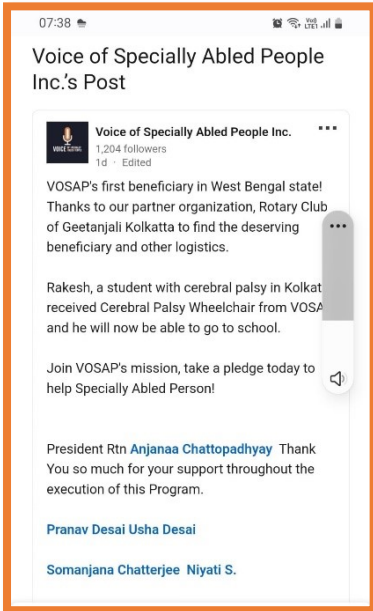 07:38
Vo) LTE1
Voice of Specially Abled People
Inc.'s Post
VOICE
Voice of Specially Abled People Inc.
1,204 followers
1d · Edited
VOSAP's first beneficiary in West Bengal state!
Thanks to our partner organization, Rotary Club
of Geetanjali Kolkatta to find the deserving
beneficiary and other logistics.
Rakesh, a student with cerebral palsy in Kolkat
received Cerebral Palsy Wheelchair from VOSA
and he will now be able to go to school.
Join VOSAP's mission, take a pledge today to
help Specially Abled Person!
President Rtn Anjanaa Chattopadhyay Thank
You so much for your support throughout the
execution of this Program.
Pranav Desai Usha Desai
Somanjana Chatterjee Niyati S.